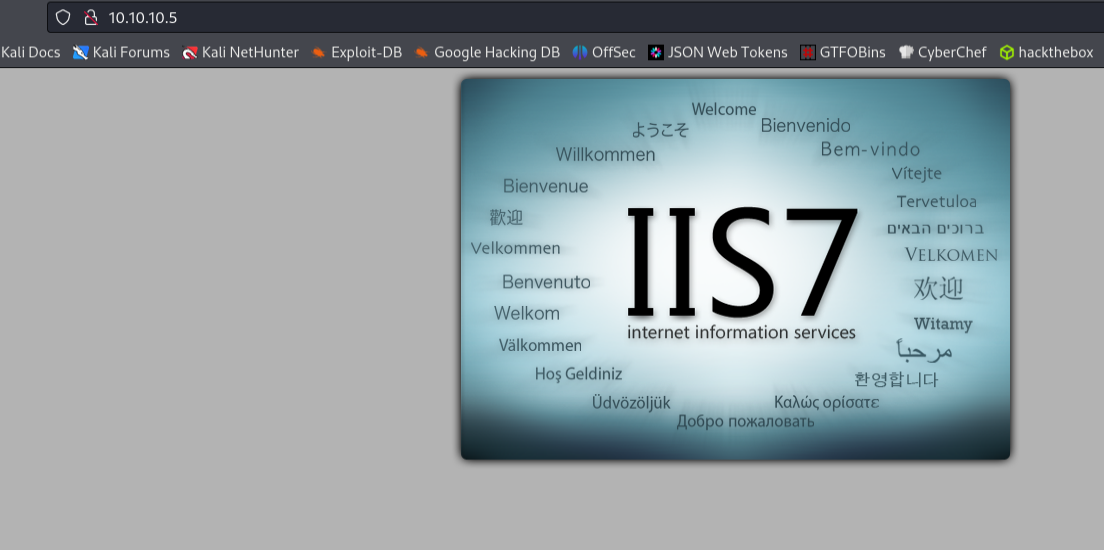 10.10.10.5
Kali Docs Kali Forums Kali NetHunter Exploit-DB Google Hacking DB OffSec JSON Web Tokens GTFOBins CyberChef hackthebox
Welcome
ようこそ
Bienvenido
Willkommen
Bem-vindo
Bienvenue
Vítejte
歡迎
Tervetuloa
ברוכים הבאים
Velkommen
VELKOMEN
Benvenuto
欢迎
Welkom
Witamy
Välkommen
مرحباً
Hoş Geldiniz
환영합니다
Üdvözöljük
Καλώς ορίσατε
Добро пожаловать
IIS7
internet information services